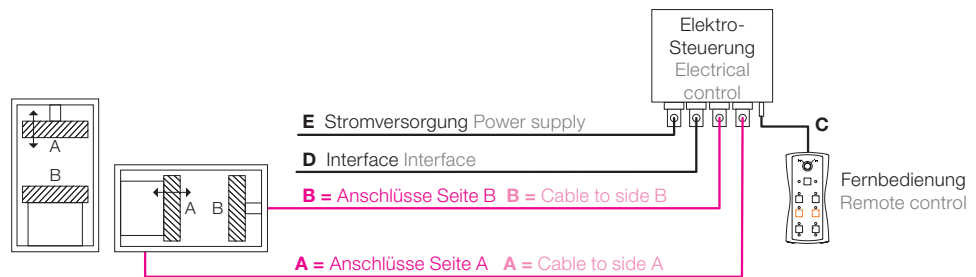 Elektro-
Steuerung
Electrical
control
E Stromversorgung Power supply
C
A
B
D Interface Interface
Fernbedienung
Remote control
B = Anschlüsse Seite B B = Cable to side B
A B
A = Anschlüsse Seite A A = Cable to side A